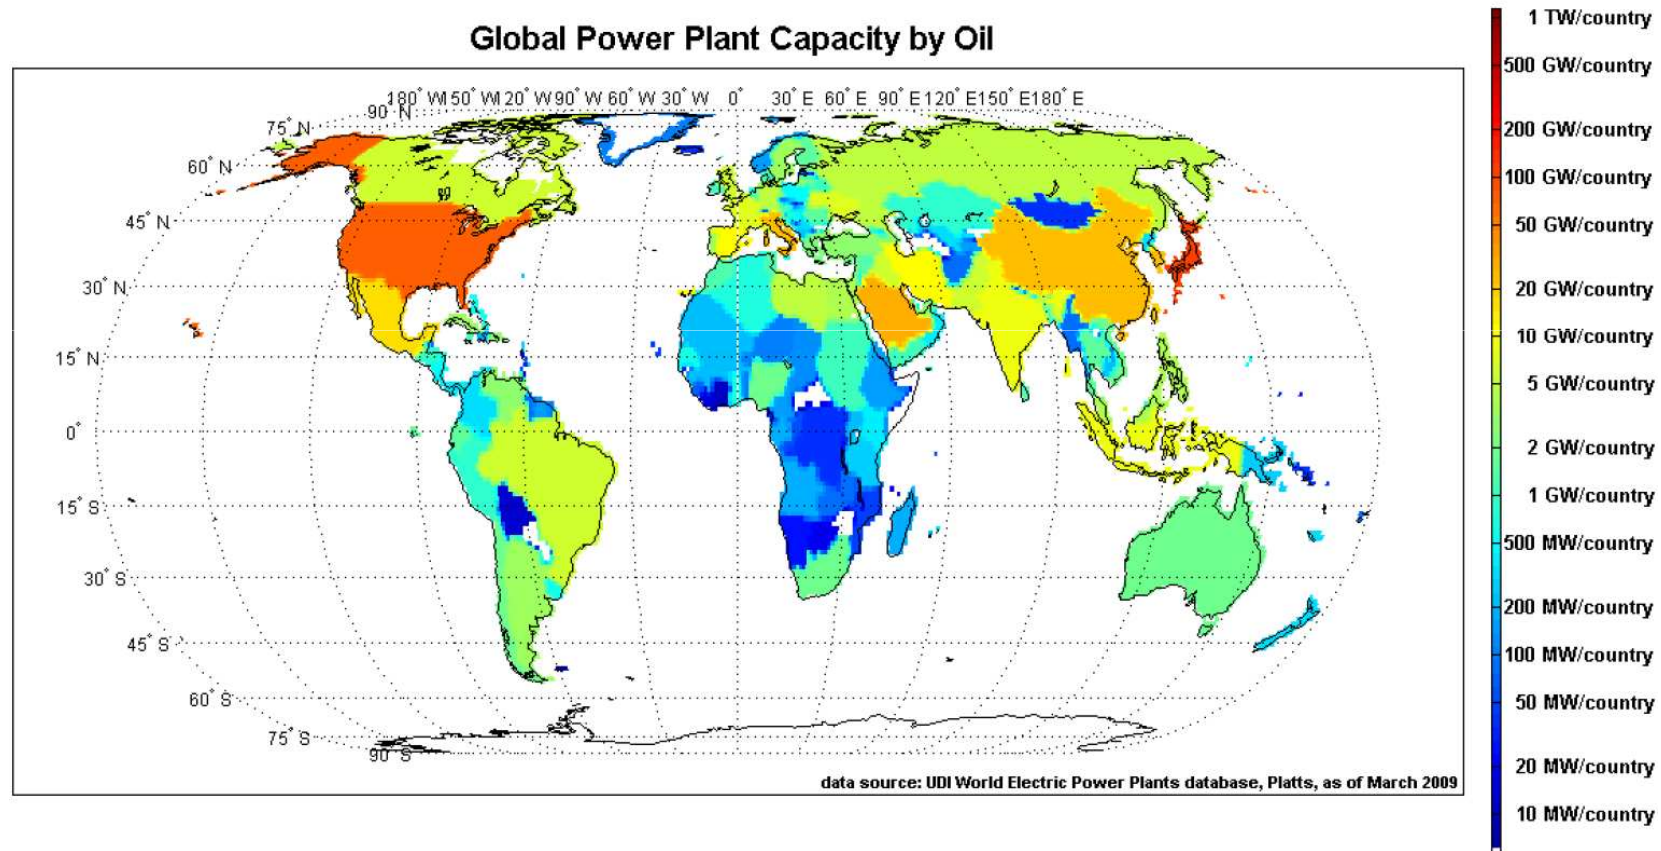 Global Power Plant Capacity by Oil
180° W150° W120° W90° W 60° W 30° W 0° 30° E 60° E 90° E120° E150° E180° E
90° N
75° N
60° N
45° N
30° N
15° N
0°
15° S
30° S
45° S
60° S
75° S
90° S
data source: UDI World Electric Power Plants database, Platts, as of March 2009
1 TW/country
500 GW/country
200 GW/country
100 GW/country
50 GW/country
20 GW/country
10 GW/country
5 GW/country
2 GW/country
1 GW/country
500 MW/country
200 MW/country
100 MW/country
50 MW/country
20 MW/country
10 MW/country